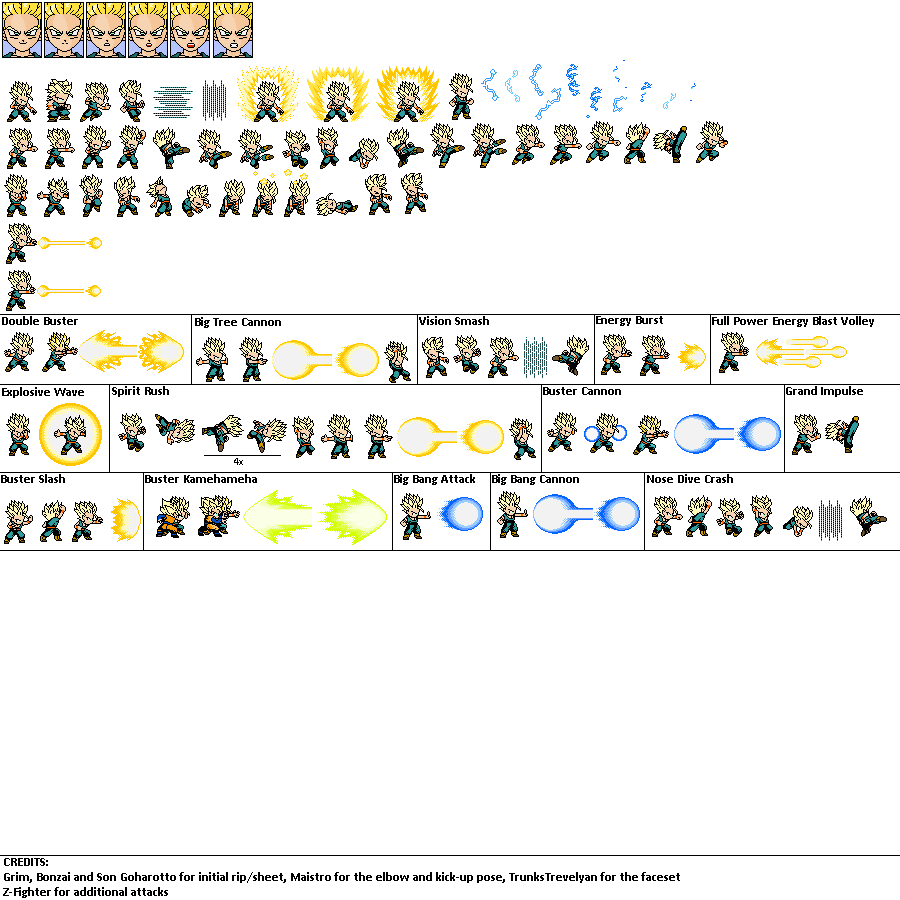 Double Buster
Big Tree Cannon
Vision Smash
Energy Burst
Full Power Energy Blast Volley
Explosive Wave
Spirit Rush
4x
Buster Cannon
Grand Impulse
Buster Slash
Buster Kamehameha
Big Bang Attack
Big Bang Cannon
Nose Dive Crash
CREDITS:
Grim, Bonzai and Son Goharotto for initial rip/sheet, Maistro for the elbow and kick-up pose, TrunksTrevelyan for the faceset
Z-Fighter for additional attacks